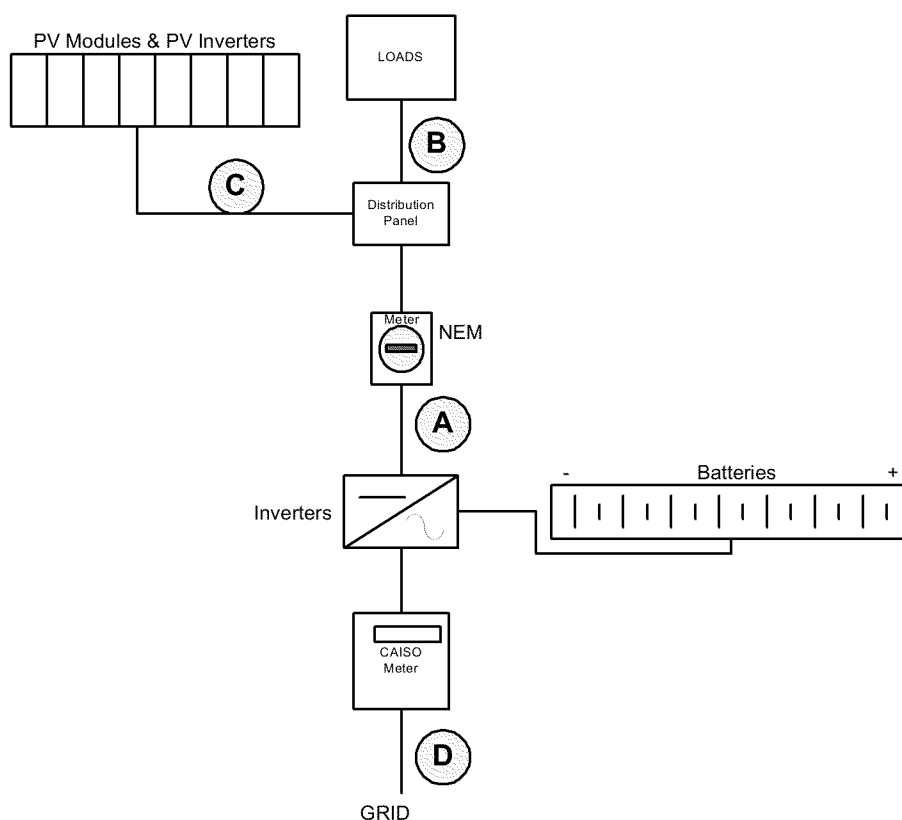 PV Modules & PV Inverters
LOADS
B
C
Distribution
Panel
Meter
NEM
A
- Batteries +
Inverters
CAISO
Meter
D
GRID